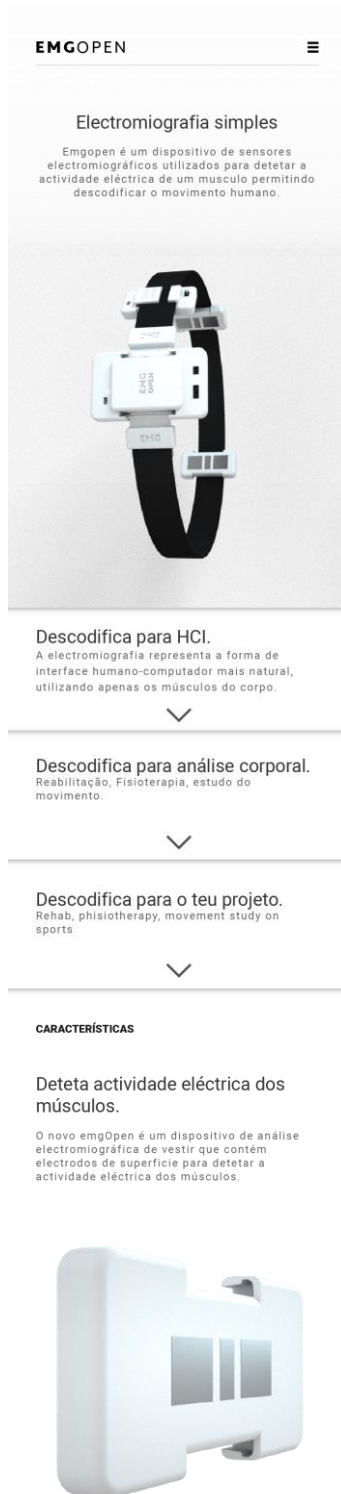 EMGOPEN
Electromiografia simples
Emgopen é um dispositivo de sensores
electromiográficos utilizados para detetar a
actividade eléctrica de um musculo permitindo
descodificar o movimento humano.
EMG
OPEN
EMG
Descodifica para HCI.
A electromiografia representa a forma de
interface humano-computador mais natural,
utilizando apenas os músculos do corpo.
Descodifica para análise corporal.
Reabilitação, Fisioterapia, estudo do
movimento.
Descodifica para o teu projeto.
Rehab, phisiotherapy, movement study on
sports
CARACTERÍSTICAS
Deteta actividade eléctrica dos
músculos.
O novo emgOpen é um dispositivo de análise
electromiográfica de vestir que contém
electrodos de superficie para detetar a
actividade eléctrica dos músculos.